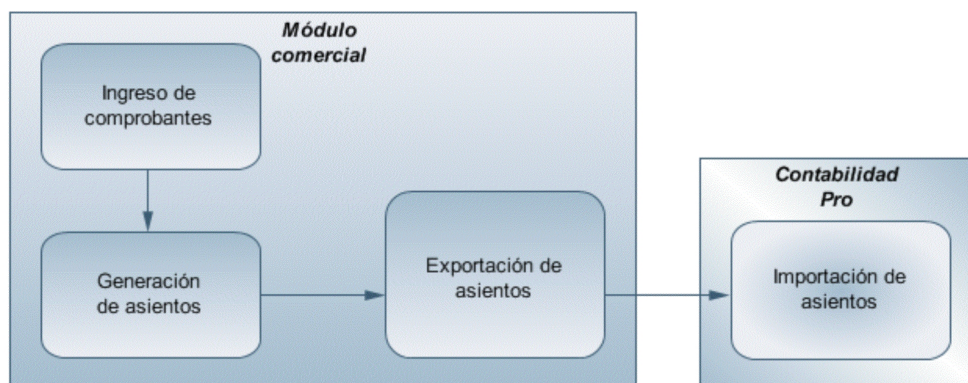 Módulo
comercial
Ingreso de
comprobantes
Generación
de asientos
Exportación de
asientos
Contabilidad
Pro
Importación de
asientos